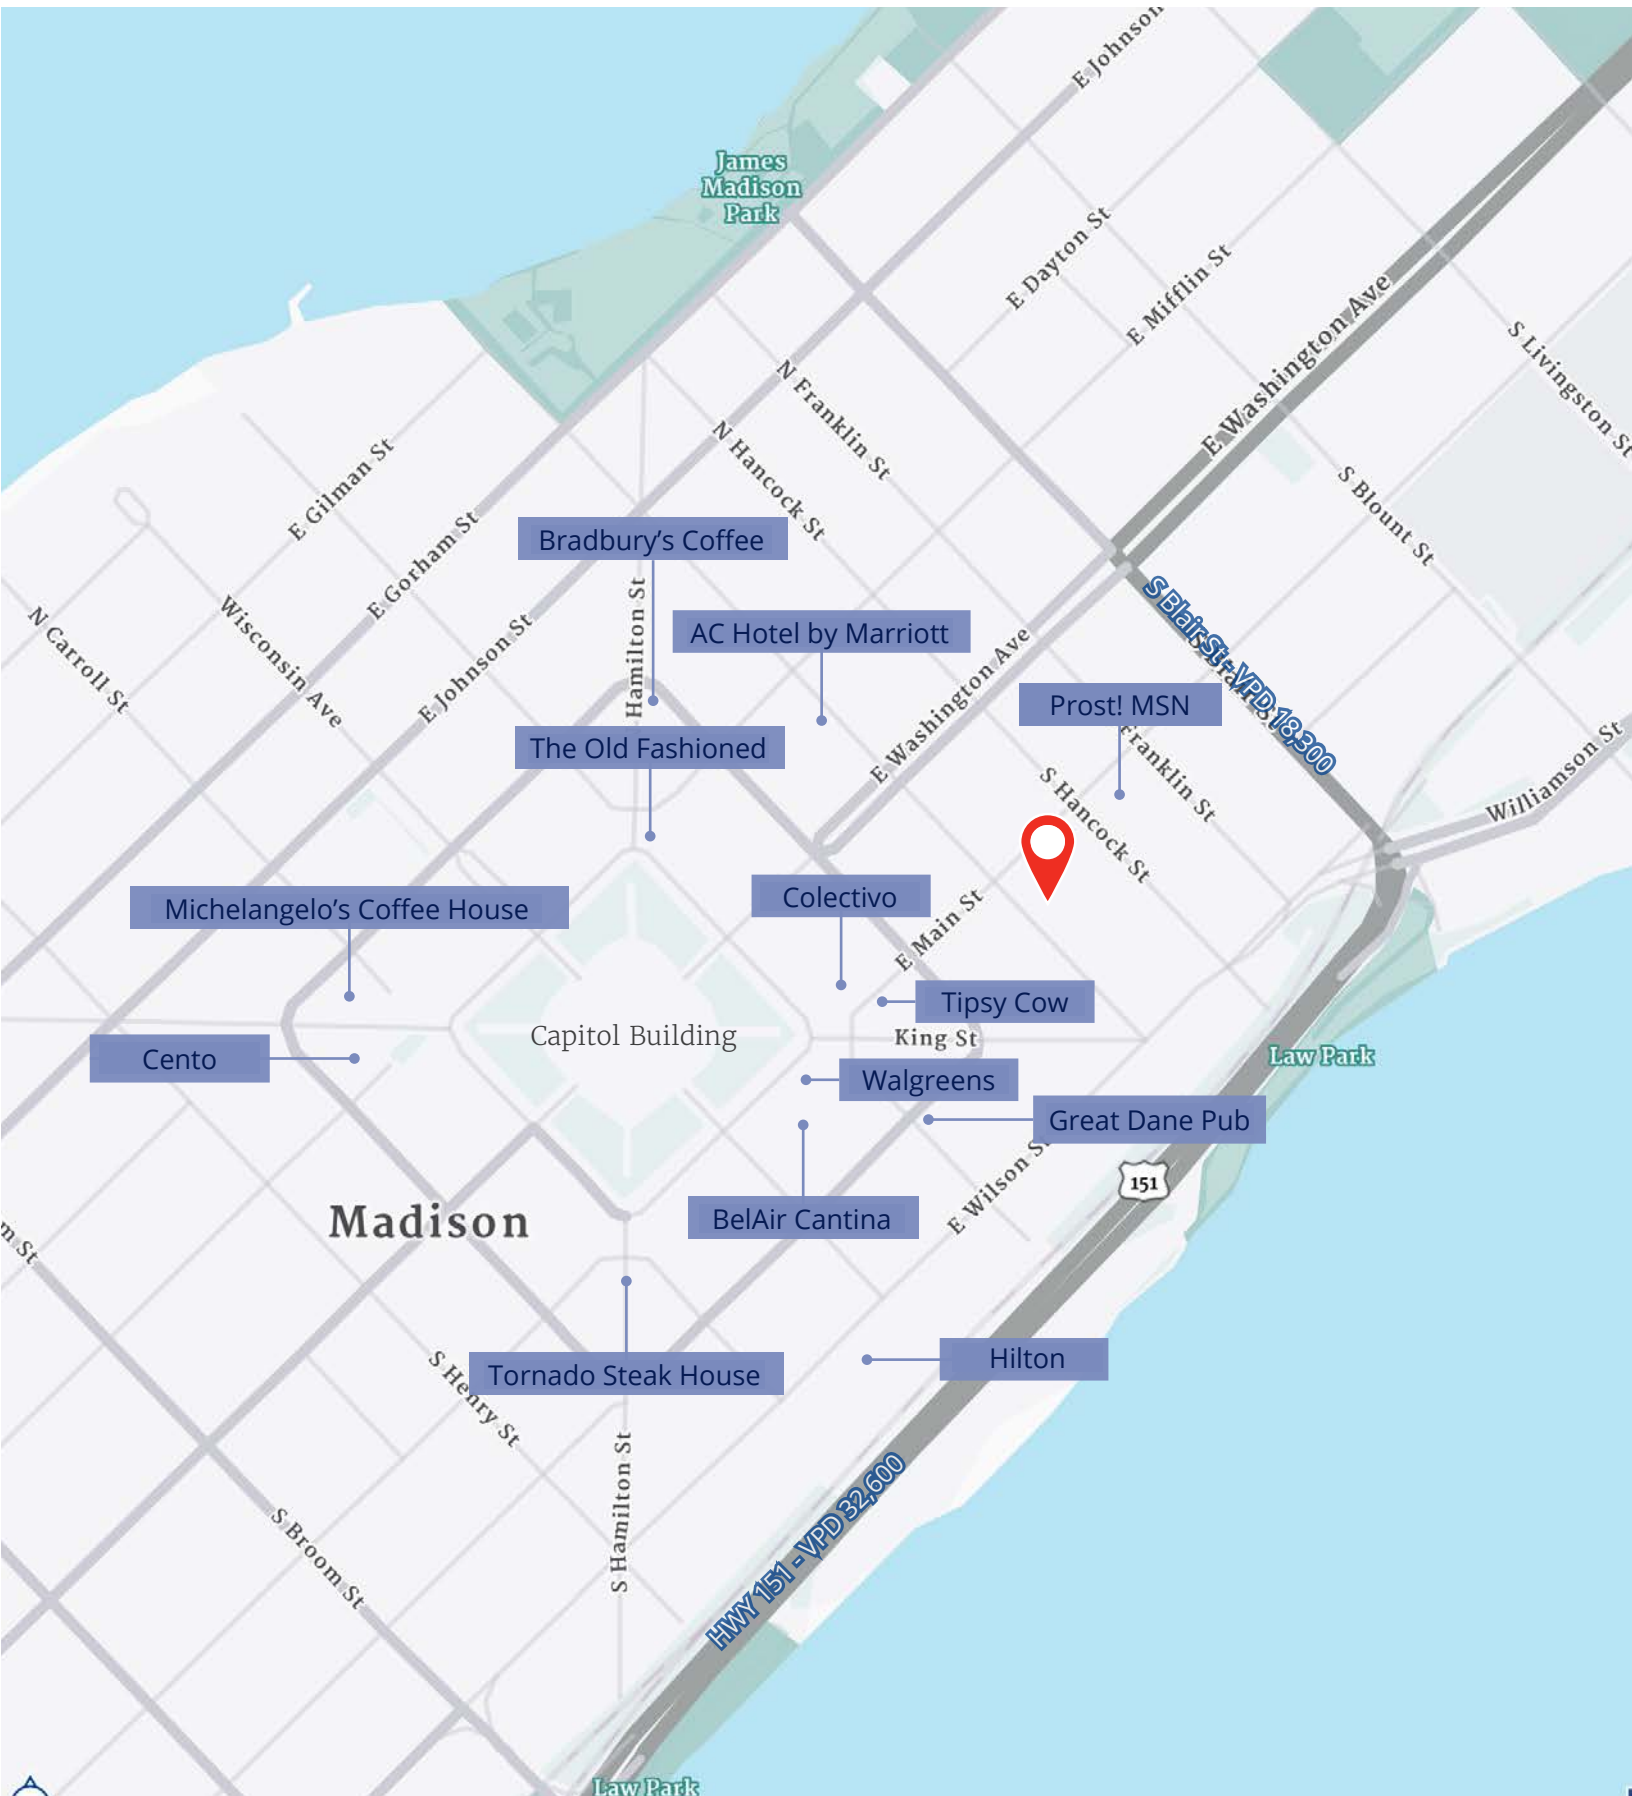 E Johnson
James
Madison
Park
E Dayton St
E Mifflin St
E Washington Ave
S Livingston St
N Franklin St
N Hancock St
E Gilman St
S Blount St
E Gorham St
Bradbury's Coffee
Hamilton St
S Blair St - VPD 18,300
N Carroll St
Wisconsin Ave
E Johnson St
AC Hotel by Marriott
E Washington Ave
Prost! MSN
Franklin St
The Old Fashioned
S Hancock St
Williamson St
Michelangelo's Coffee House
Colectivo
E Main St
Tipsy Cow
Capitol Building
King St
Cento
Law Park
Walgreens
Great Dane Pub
E Wilson St
151
Madison
BelAir Cantina
m St
Tornado Steak House
Hilton
S Henry St
S Hamilton St
HWY 151 - VPD 32,600
S Broom St
Law Park